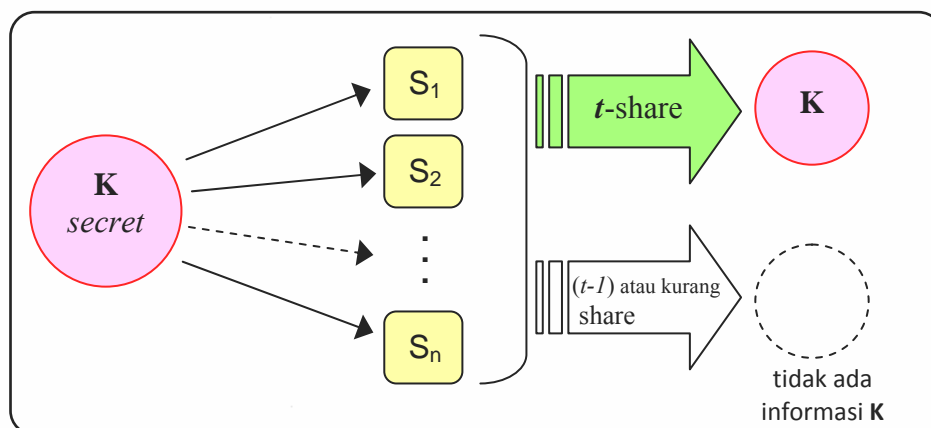 K
secret
S₁
S₂
Sₙ
t-share
K
(t-1) atau kurang
share
tidak ada
informasi K